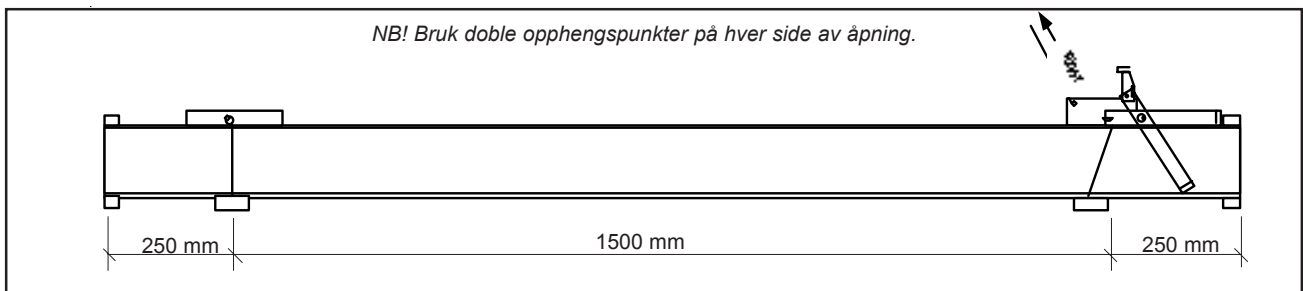 NB! Bruk doble opphengspunkter på hver side av åpning.
250 mm
1500 mm
250 mm